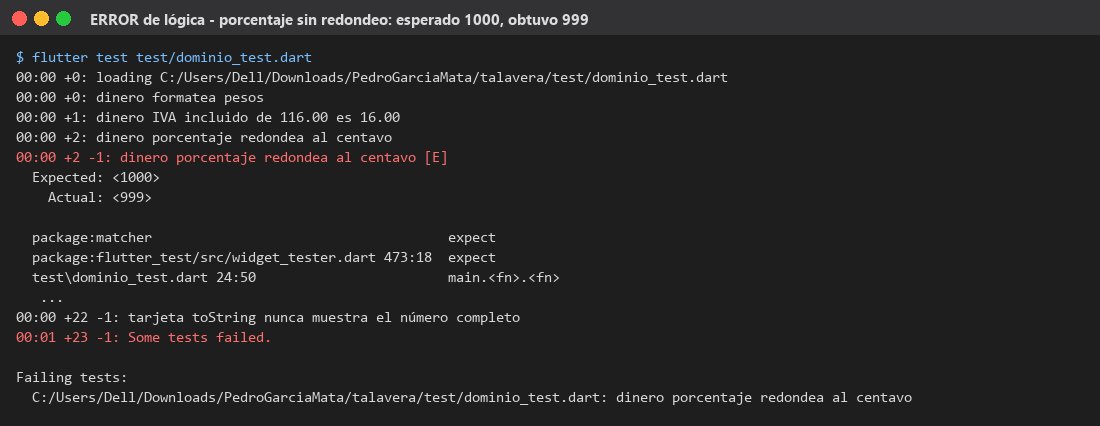 ERROR de lógica - porcentaje sin redondeo: esperado 1000, obtuvo 999
$ flutter test test/dominio_test.dart
00:00 +0: loading C:/Users/Dell/Downloads/PedroGarciaMata/talavera/test/dominio_test.dart
00:00 +0: dinero formatea pesos
00:00 +1: dinero IVA incluido de 116.00 es 16.00
00:00 +2: dinero porcentaje redondea al centavo
00:00 +2 -1: dinero porcentaje redondea al centavo [E]
  Expected: <1000>
    Actual: <999>
  package:matcher                                     expect
  package:flutter_test/src/widget_tester.dart 473:18  expect
  test\dominio_test.dart 24:50                        main.<fn>.<fn>
   ...
00:00 +22 -1: tarjeta toString nunca muestra el número completo
00:01 +23 -1: Some tests failed.
Failing tests:
  C:/Users/Dell/Downloads/PedroGarciaMata/talavera/test/dominio_test.dart: dinero porcentaje redondea al centavo